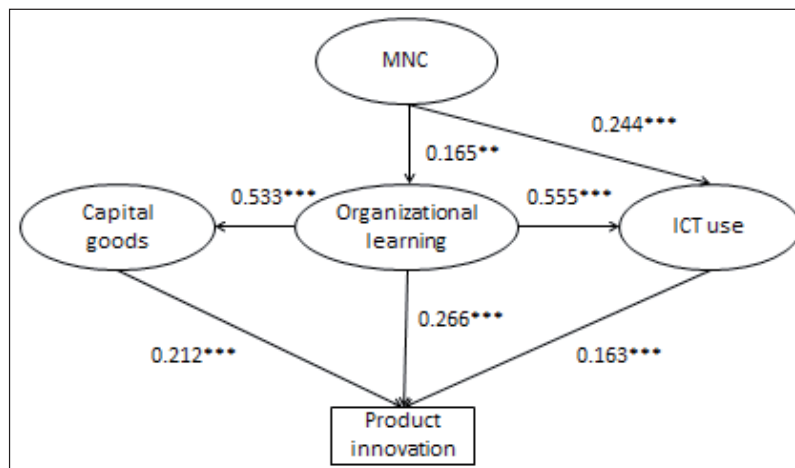 MNC
0.244***
0.165**
0.533***
0.555***
Capital
goods
Organizational
learning
ICT use
0.266***
0.212***
0.163***
Product
innovation